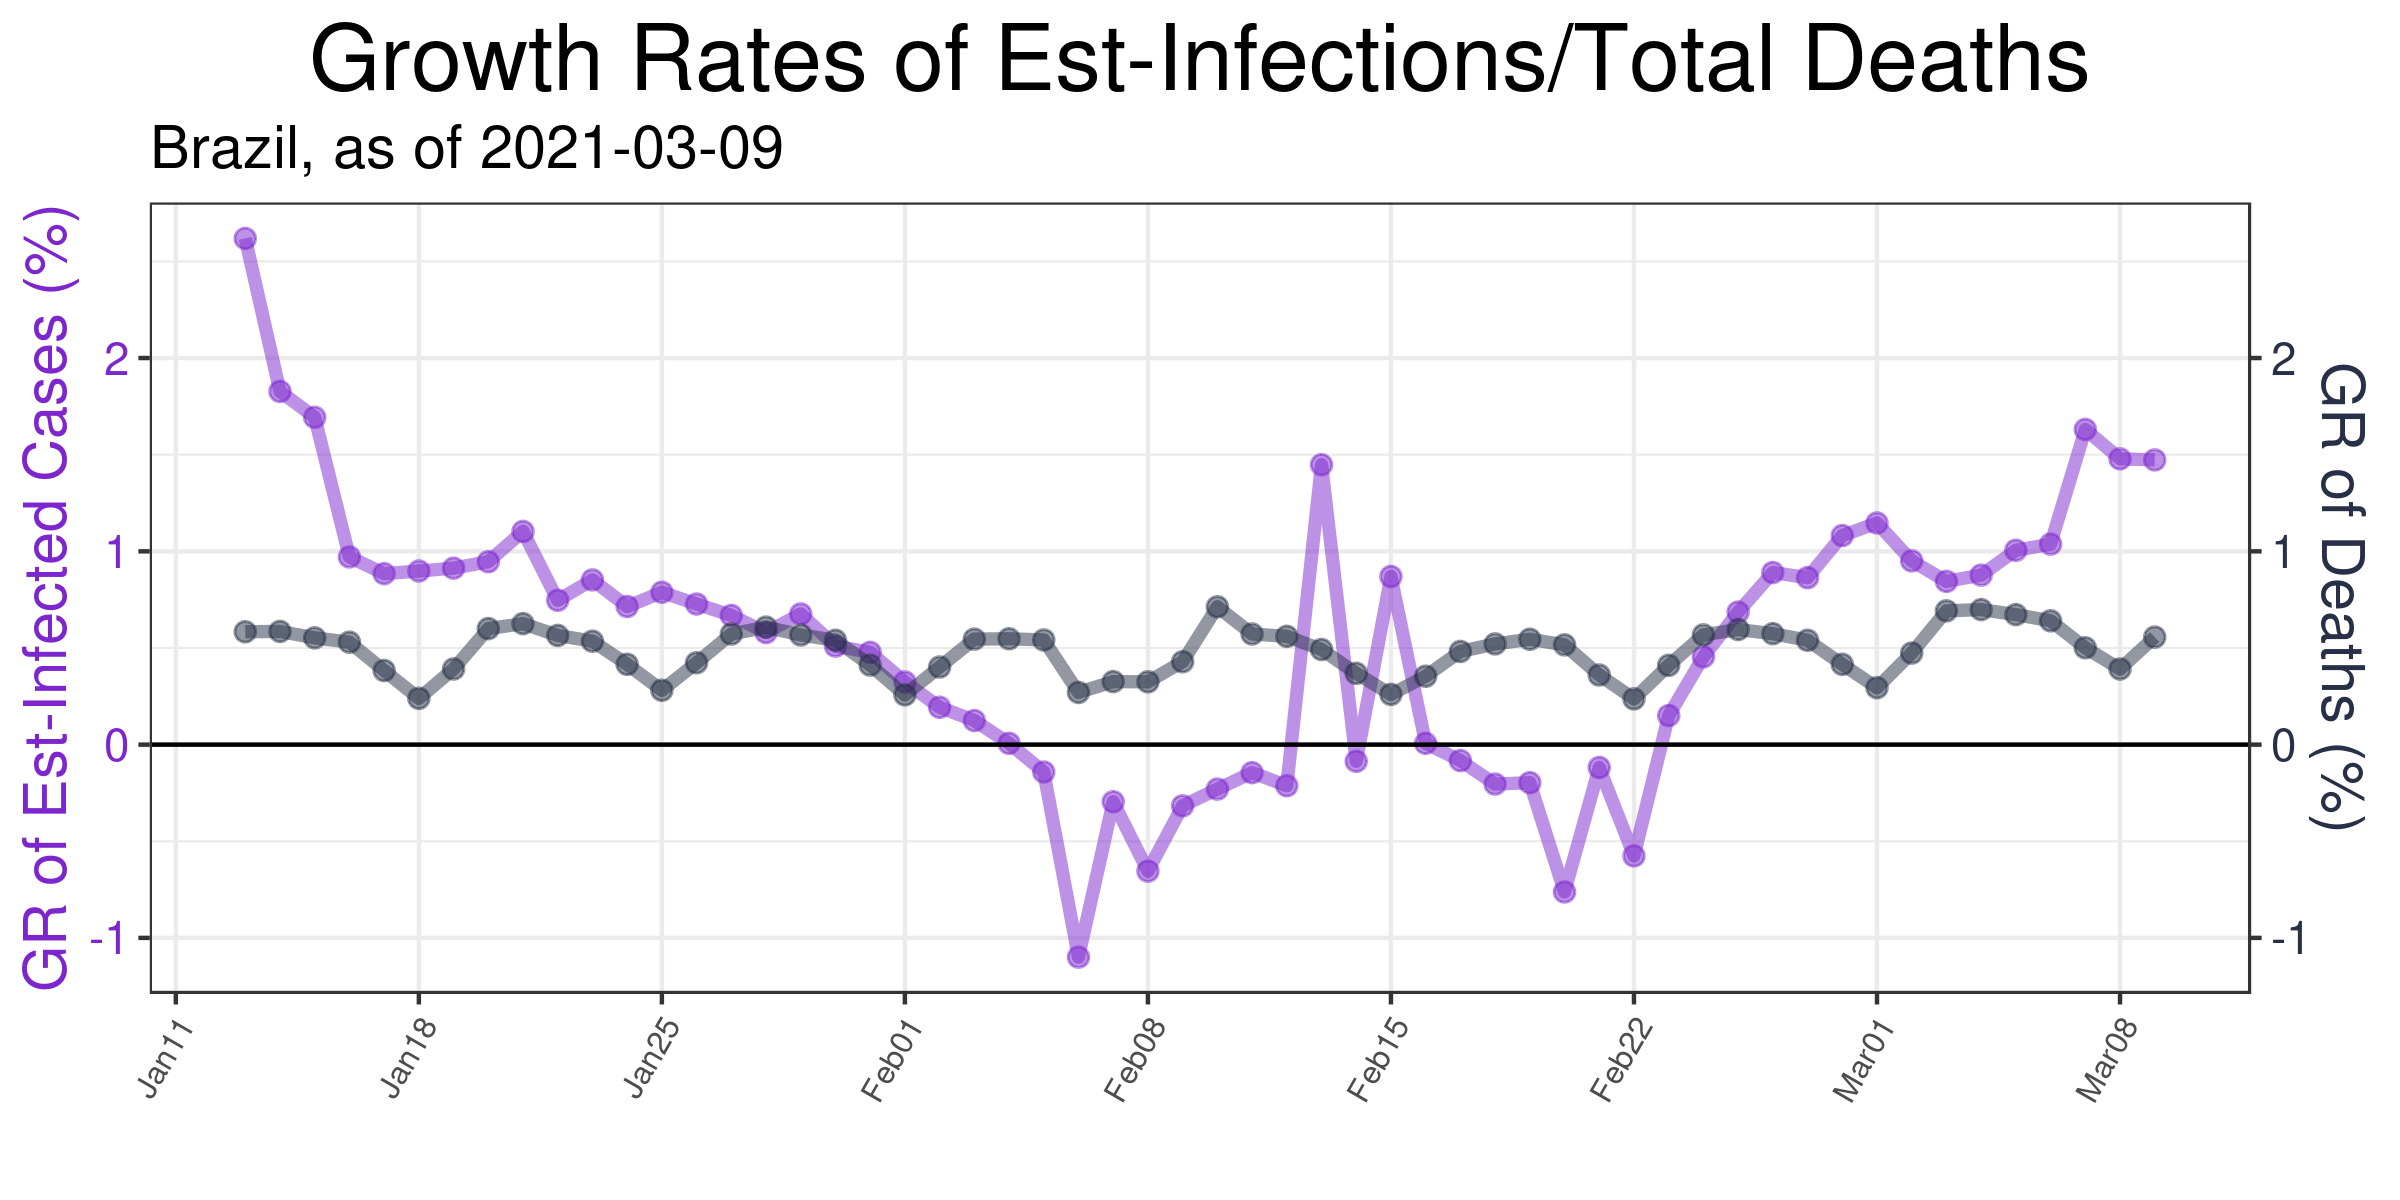 Growth Rates of Est-Infections/Total Deaths
Brazil, as of 2021-03-09
GR of Est-Infected Cases (%)
2
1
0
-1
2
1
0
-1
GR of Deaths (%)
Jan11
Jan18
Jan25
Feb01
Feb08
Feb15
Feb22
Mar01
Mar08